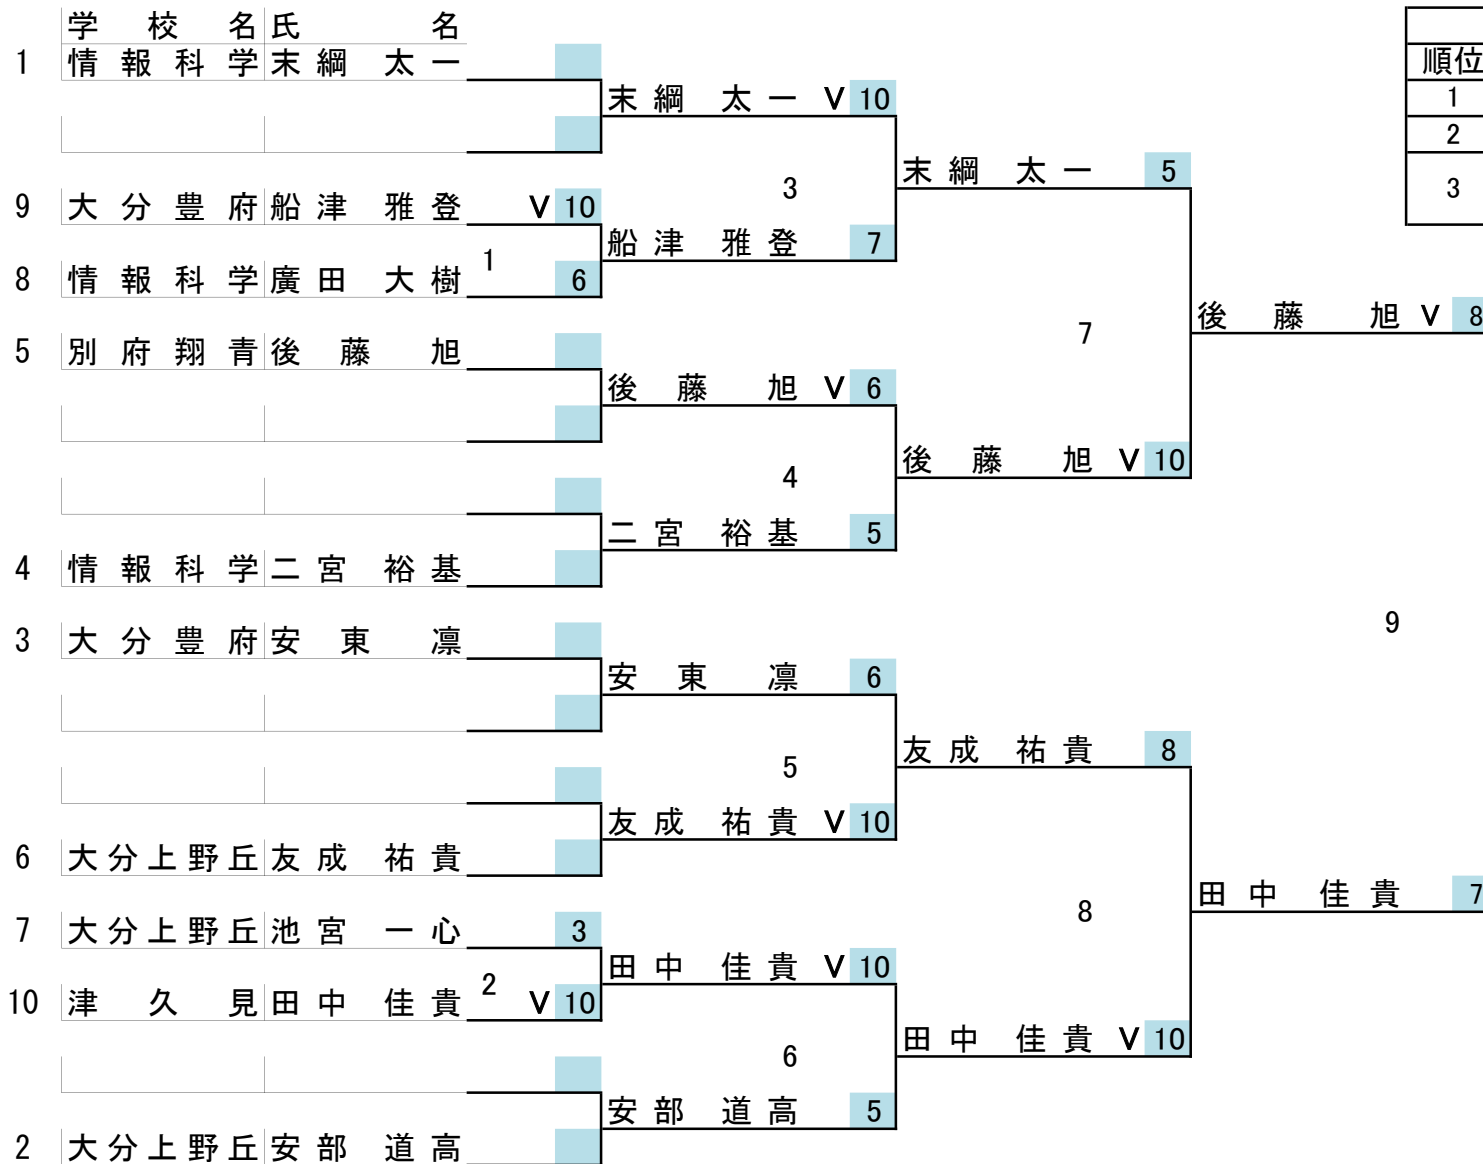 学校名 氏名
1 情報科学 末綱 太一
末綱 太一 V 10
9 大分豊府 船津 雅登 V 10
1
3
船津 雅登 7
8 情報科学 廣田 大樹 6
末綱 太一 5
5 別府翔青 後藤 旭
後藤 旭 V 6
7
4
後藤 旭 V 10
二宮 裕基 5
4 情報科学 二宮 裕基
後藤 旭 V 8
9
3 大分豊府 安東 凛
安東 凛 6
5
友成 祐貴 8
友成 祐貴 V 10
6 大分上野丘 友成 祐貴
7 大分上野丘 池宮 一心 3
2
田中 佳貴 V 10
8
田中 佳貴 7
10 津久見 田中 佳貴 V 10
6
田中 佳貴 V 10
安部 道高 5
2 大分上野丘 安部 道高
順位
1
2
3